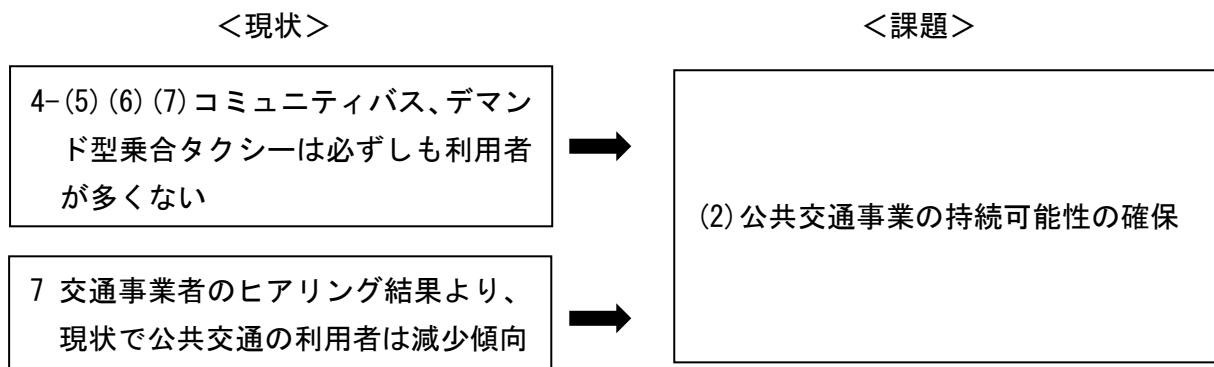 ＜現状＞
＜課題＞
4-(5)(6)(7)コミュニティバス、デマン
ド型乗合タクシーは必ずしも利用者
が多くない
7 交通事業者のヒアリング結果より、
現状で公共交通の利用者は減少傾向
(2)公共交通事業の持続可能性の確保